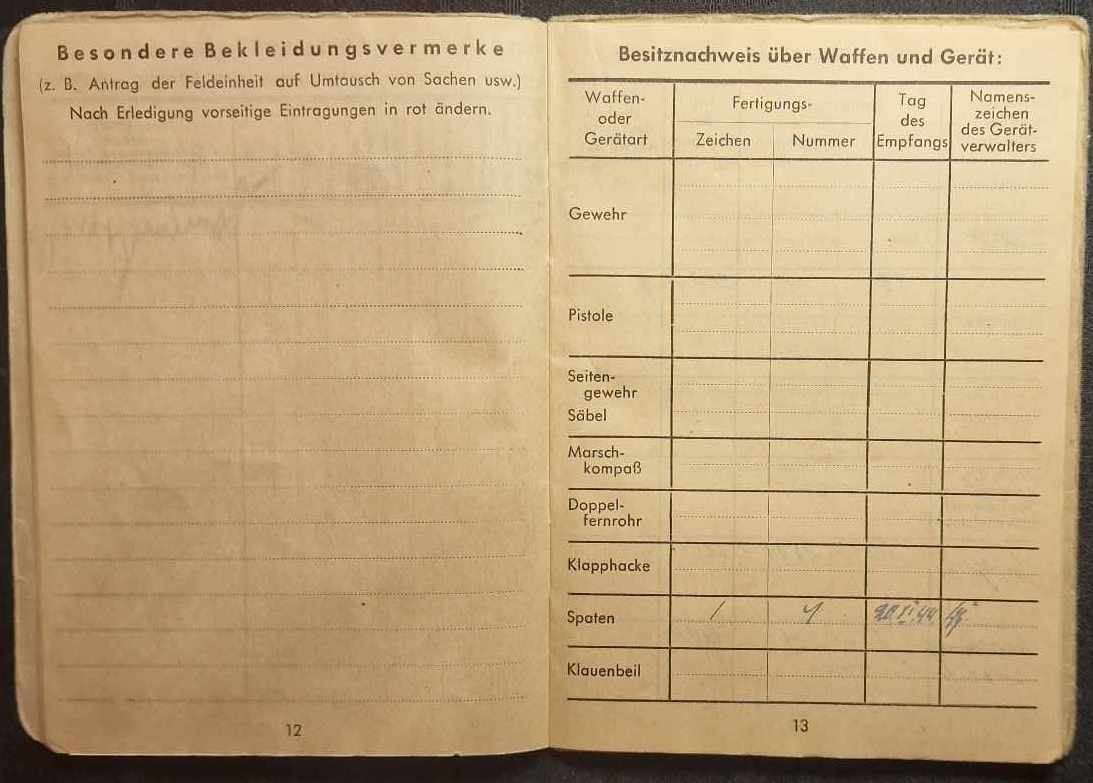 Besondere Bekleidungsvermerke
(z. B. Antrag der Feldeinheit auf Umtausch von Sachen usw.)
Nach Erledigung vorseitige Eintragungen in rot ändern.
12
Besitznachweis über Waffen und Gerät:
Waffen-
oder
Gerätart
Fertigungs-
Zeichen
Nummer
Tag
des
Empfangs
Namens-
zeichen
des Gerät-
verwalters
Gewehr
Pistole
Seiten-
gewehr
Säbel
Marsch-
kompaß
Doppel-
fernrohr
Klapphacke
Spaten 1
Klauenbeil
13